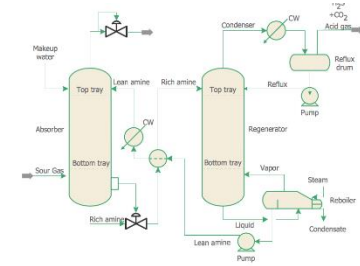 H₂S
+CO₂
Acid gas
Condenser
CW
Reflux
drum
Makeup
water
Lean amine
Rich amine
Reflux
Top tray
Top tray
Pump
CW
Absorber
Regenerator
Bottom tray
Bottom tray
Vapor
Sour Gas
Steam
Reboiler
Rich amine
Liquid
Condensate
Lean amine
Pump